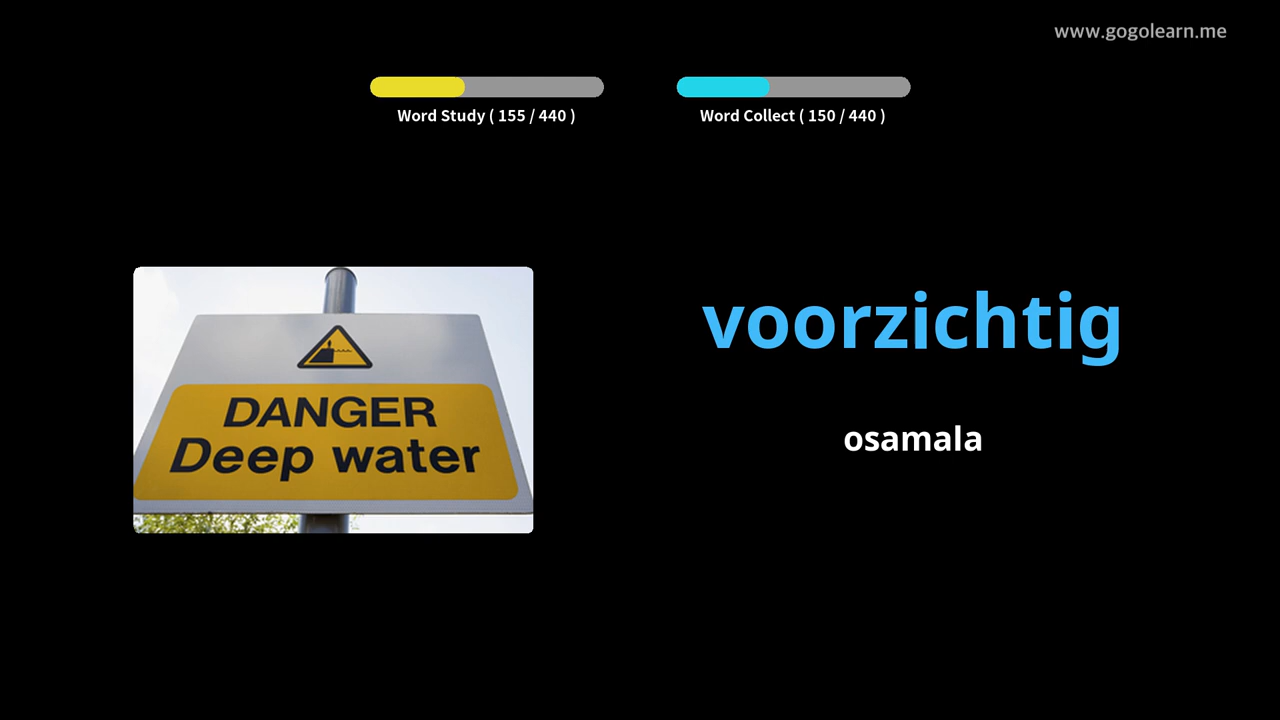 www.gogolearn.me
Word Study ( 155 / 440 )
Word Collect ( 150 / 440 )
DANGER
Deep water
voorzichtig
osamala